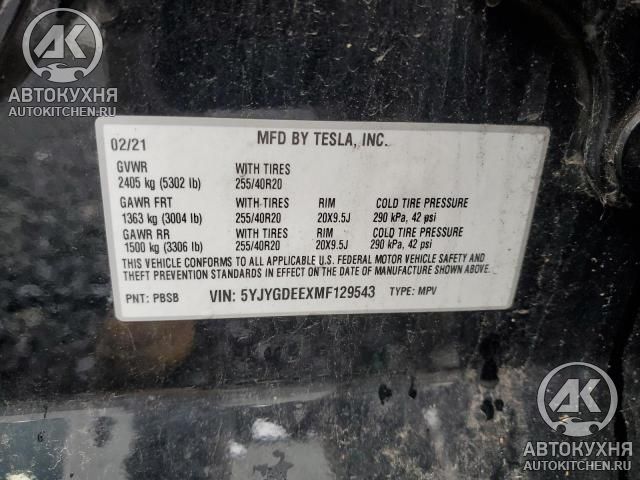 AK
АВТОКУХНЯ
AUTOKITCHEN.RU
02/21 MFD BY TESLA, INC.
GVWR WITH TIRES
2405 kg (5302 lb) 255/40R20
GAWR FRT WITH-TIRES RIM COLD TIRE PRESSURE
1363 kg (3004 lb) 255/40R20 20X9.5J 290 kPa, 42 psi
GAWR RR WITH-TIRES RIM COLD TIRE PRESSURE
1500 kg (3306 lb) 255/40R20 20X9.5J 290 kPa, 42 psi
THIS VEHICLE CONFORMS TO ALL APPLICABLE U.S. FEDERAL MOTOR VEHICLE SAFETY AND
THEFT PREVENTION STANDARDS IN EFFECT ON THE DATE OF MANUFACTURE SHOWN ABOVE.
PNT: PBSB VIN: 5YJYGDEEXMF129543 TYPE: MPV
AK
АВТОКУХНЯ
AUTOKITCHEN.RU